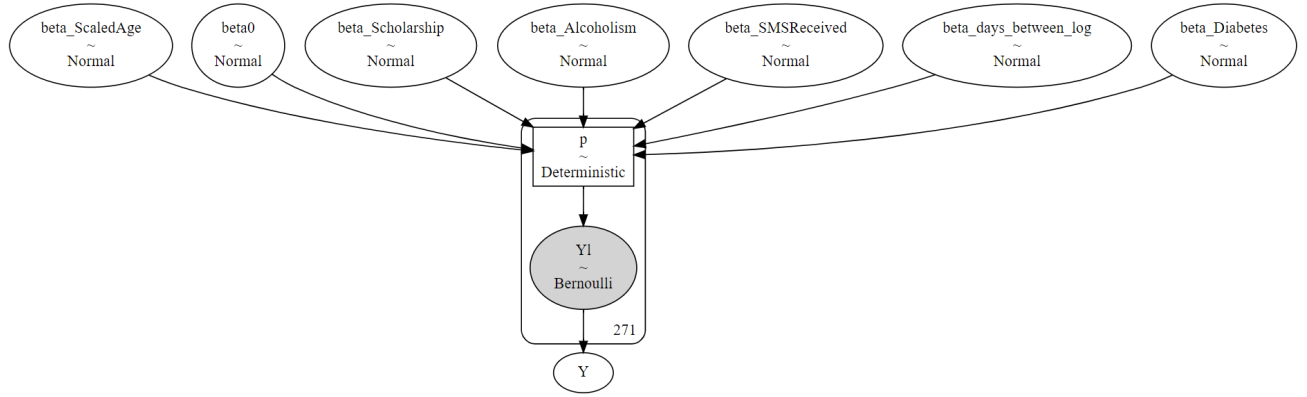 beta_ScaledAge
~
Normal
beta0
~
Normal
beta_Scholarship
~
Normal
beta_Alcoholism
~
Normal
beta_SMSReceived
~
Normal
beta_days_between_log
~
Normal
beta_Diabetes
~
Normal
p
~
Deterministic
Yl
~
Bernoulli
271
Y